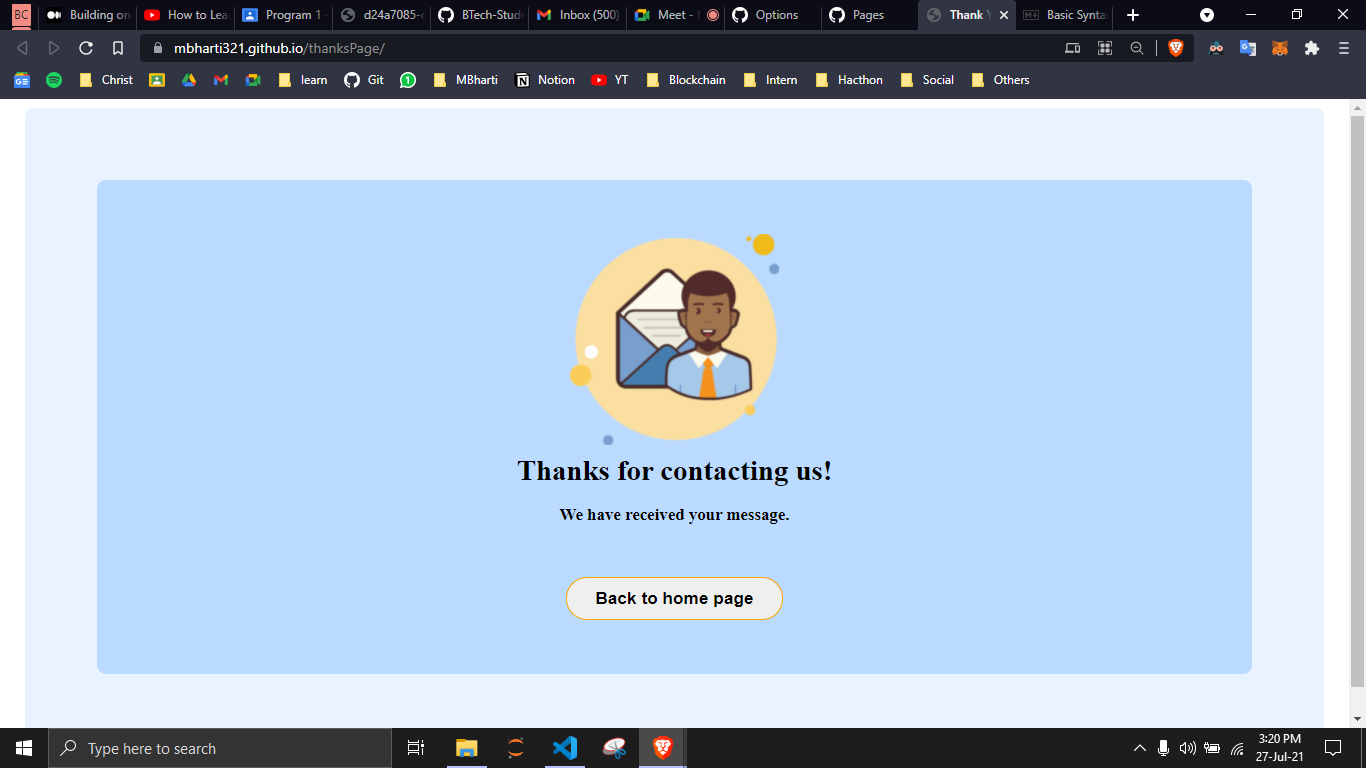 BC
Building on
How to Lea
Program 1
d24a7085-c
BTech-Stud
Inbox (500)
Meet -
Options
Pages
Thank Y
Basic Synta
mbharti321.github.io/thanksPage/
Christ
learn
Git
1
MBharti
Notion
YT
Blockchain
Intern
Hacthon
Social
Others
Thanks for contacting us!
We have received your message.
Back to home page
Type here to search
3:20 PM
27-Jul-21